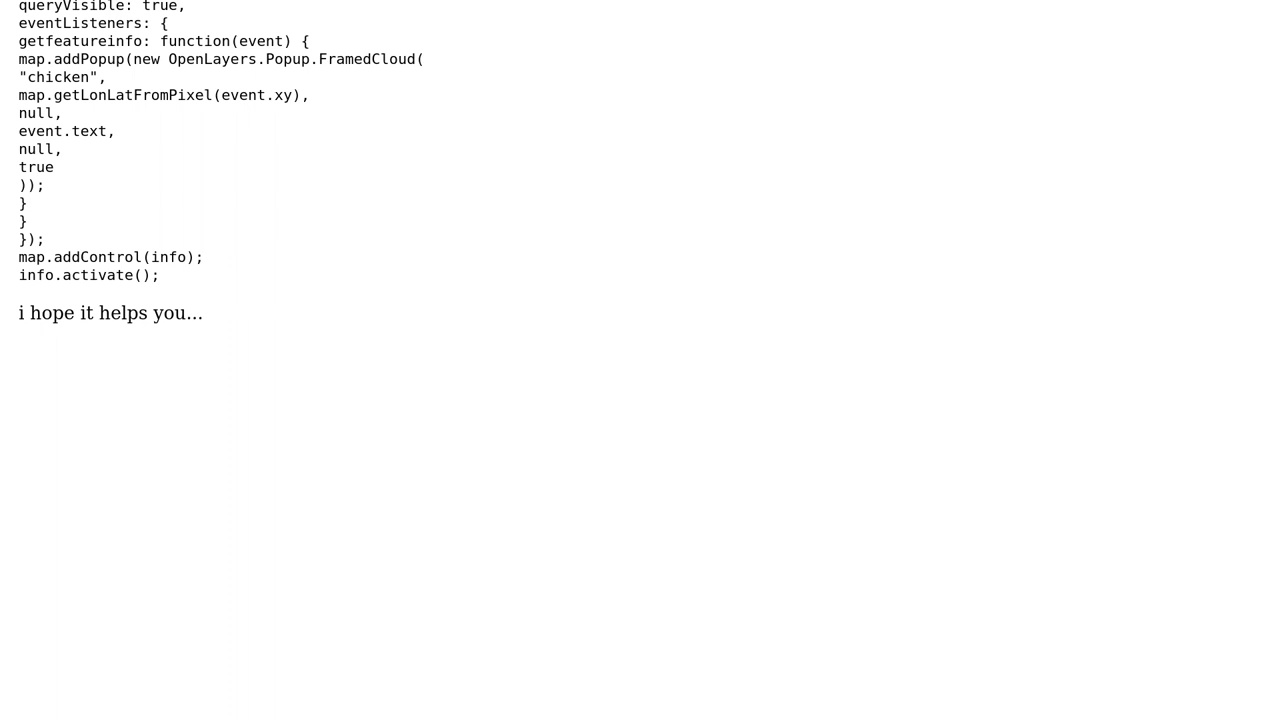 queryVisible: true,
eventListeners: {
getfeatureinfo: function(event) {
map.addPopup(new OpenLayers.Popup.FramedCloud(
"chicken",
map.getLonLatFromPixel(event.xy),
null,
event.text,
null,
true
));
}
}
});
map.addControl(info);
info.activate();
i hope it helps you...